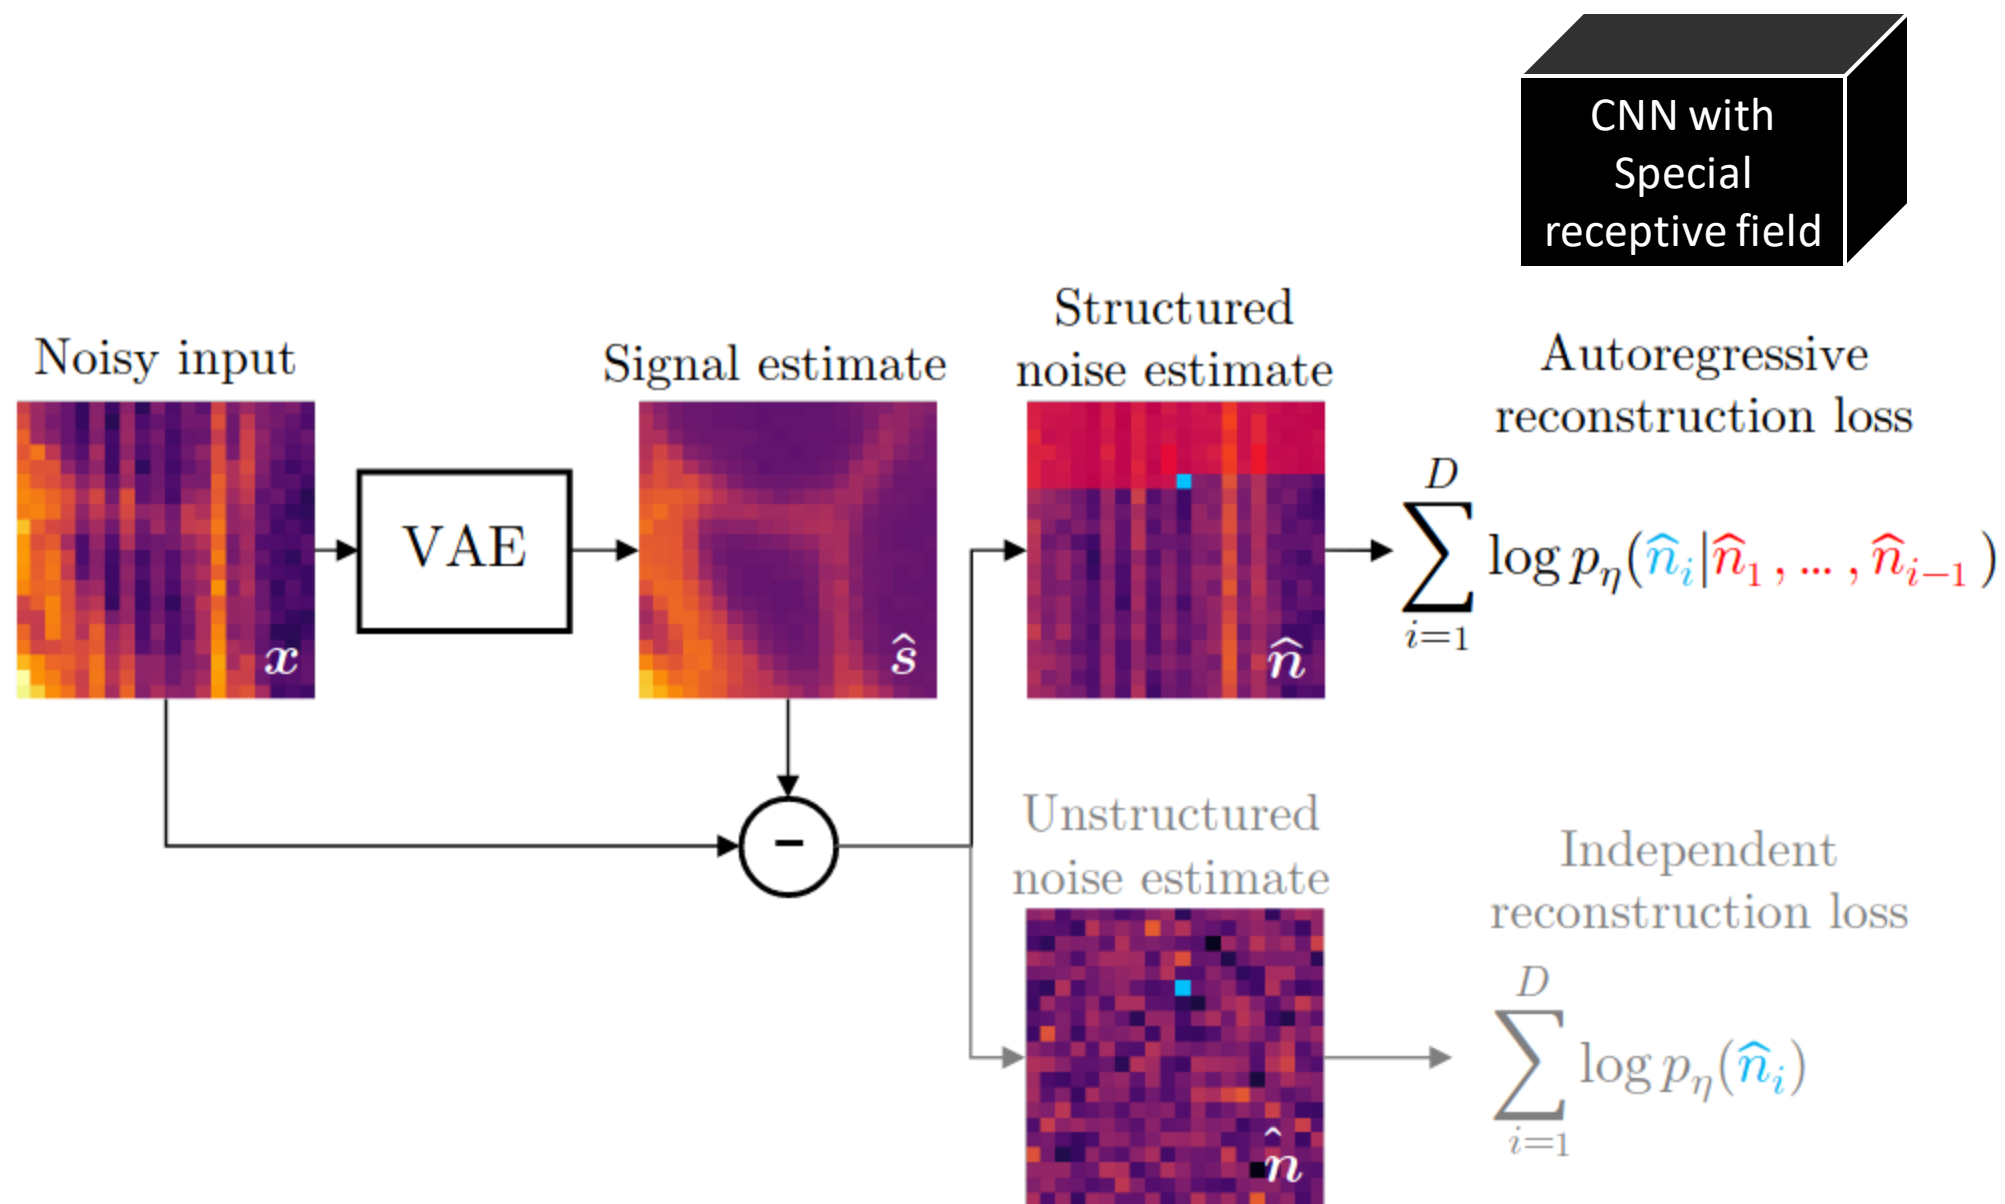 CNN with
Special
receptive field
Noisy input
x
VAE
Signal estimate
ŝ
Structured
noise estimate
n̂
Autoregressive
reconstruction loss
∑_{i=1}^{D} log p_η(n̂_i|n̂_1 , ... , n̂_{i−1} )
−
Unstructured
noise estimate
n̂
Independent
reconstruction loss
∑_{i=1}^{D} log p_η(n̂_i)